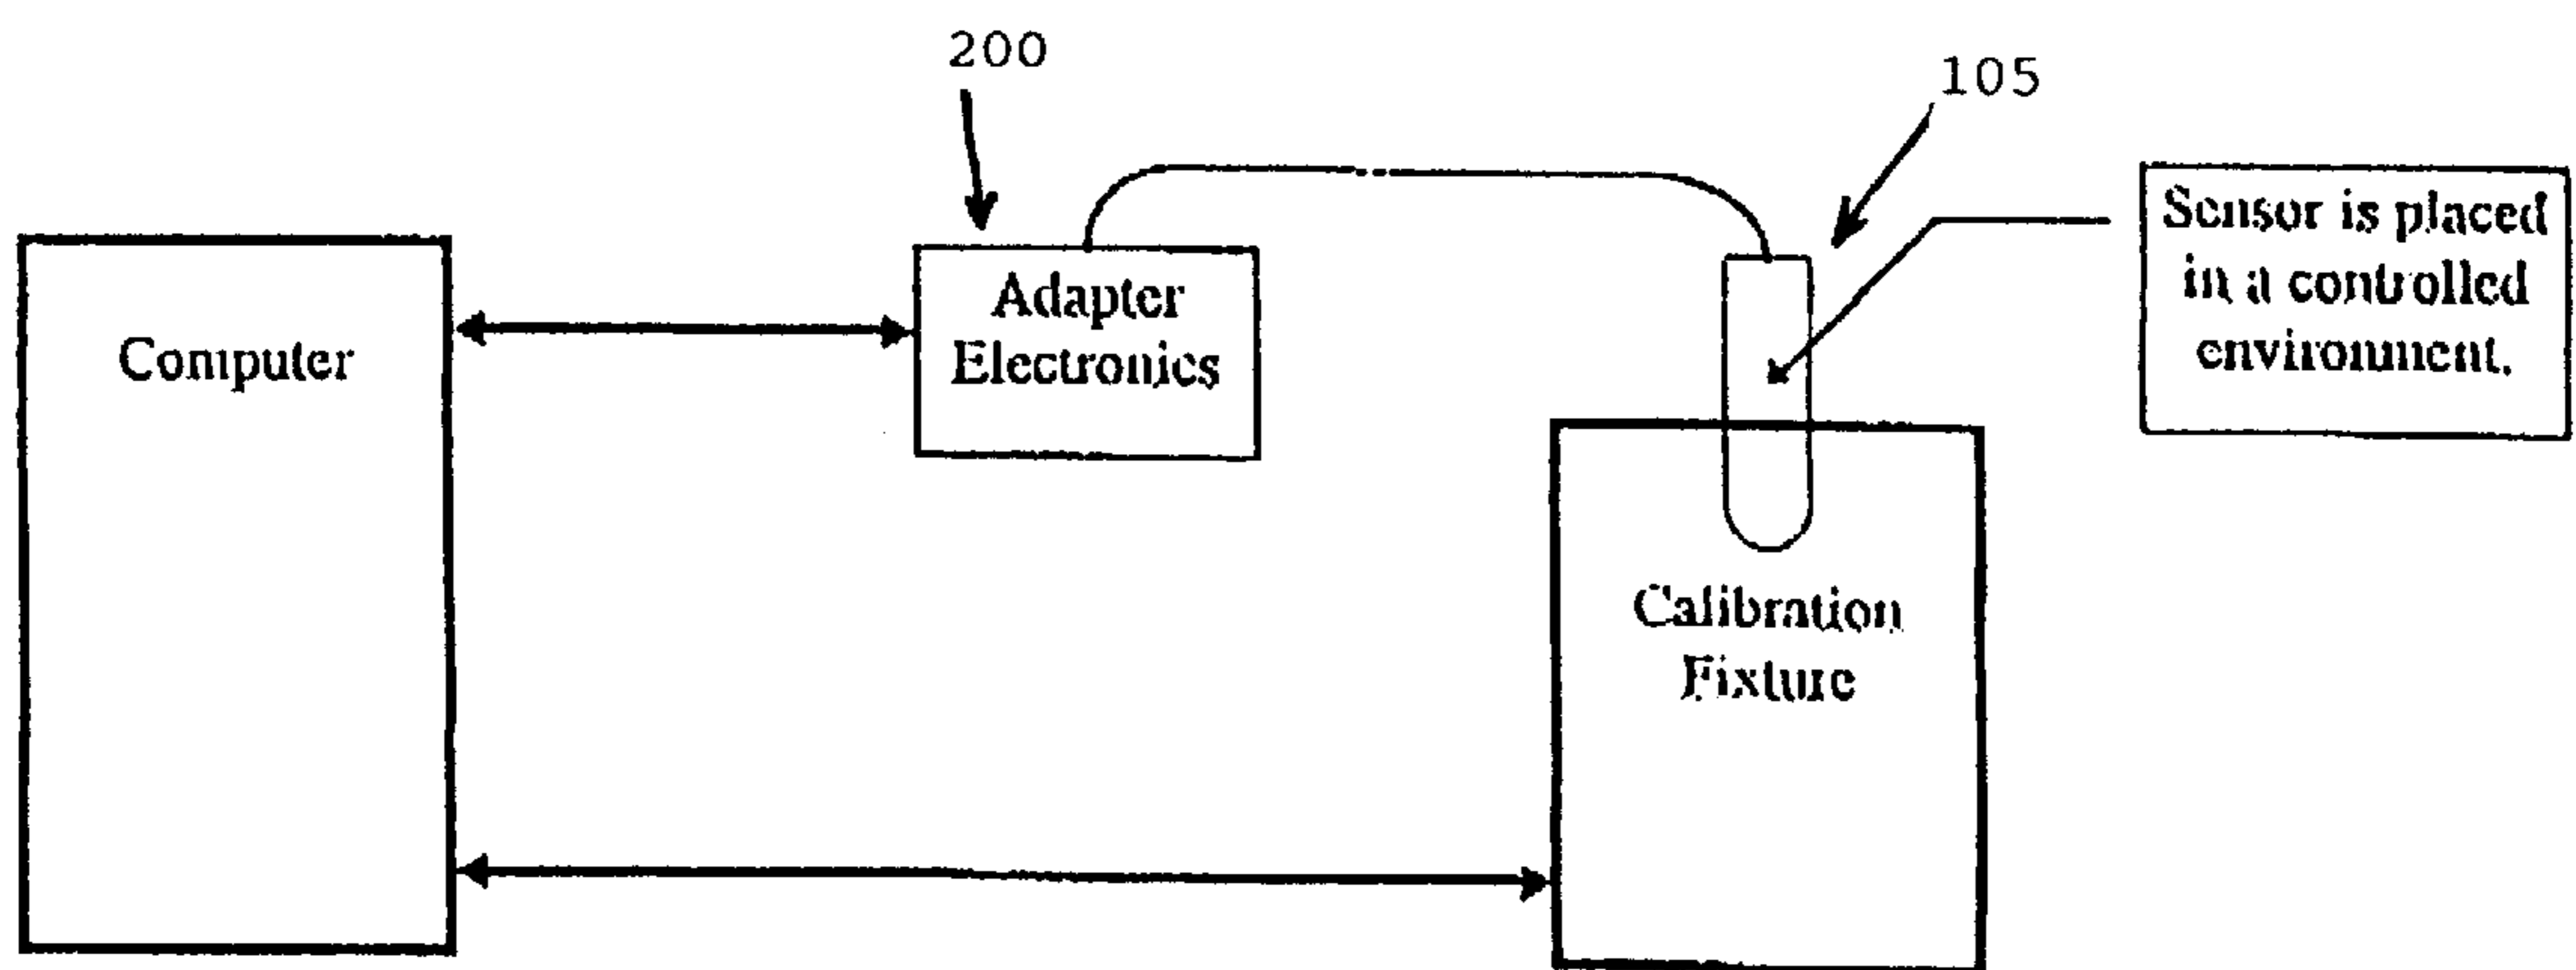 200
105
Sensor is placed
in a controlled
environment.
Computer
Adapter
Electronics
Calibration
Fixture